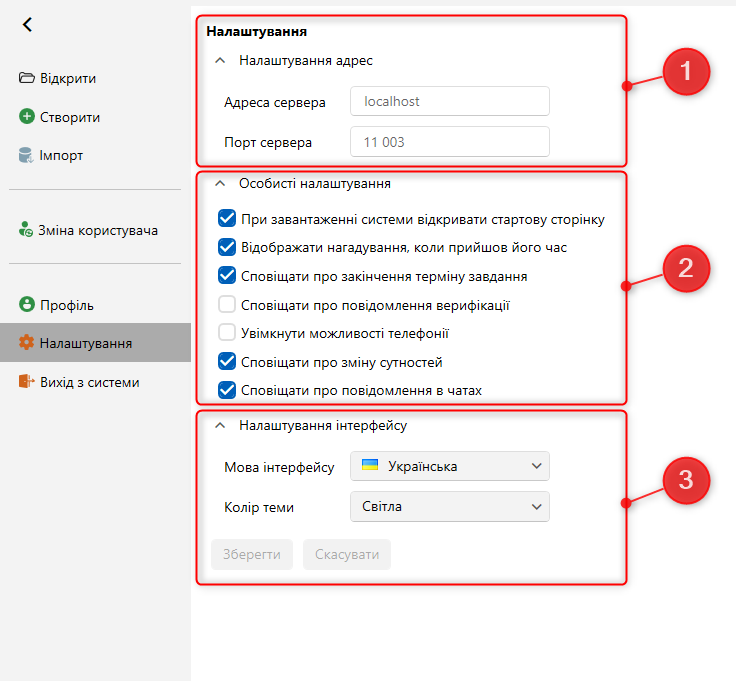 Відкрити
Створити
Імпорт
Зміна користувача
Профіль
Налаштування
Вихід з системи
Налаштування
Налаштування адрес
Адреса сервера localhost
Порт сервера 11 003
1
Особисті налаштування
При завантаженні системи відкривати стартову сторінку
Відображати нагадування, коли прийшов його час
Сповіщати про закінчення терміну завдання
Сповіщати про повідомлення верифікації
Увімкнути можливості телефонії
Сповіщати про зміну сутностей
Сповіщати про повідомлення в чатах
2
Налаштування інтерфейсу
Мова інтерфейсу Українська
Колір теми Світла
Зберегти Скасувати
3